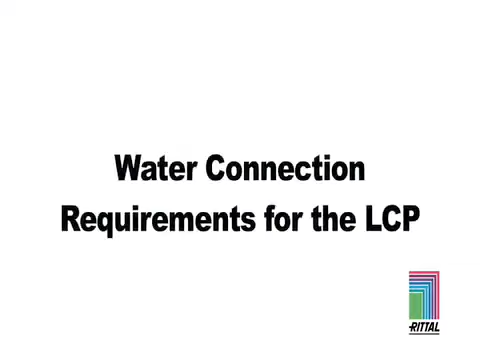 Water Connection
Requirements for the LCP
RITTAL